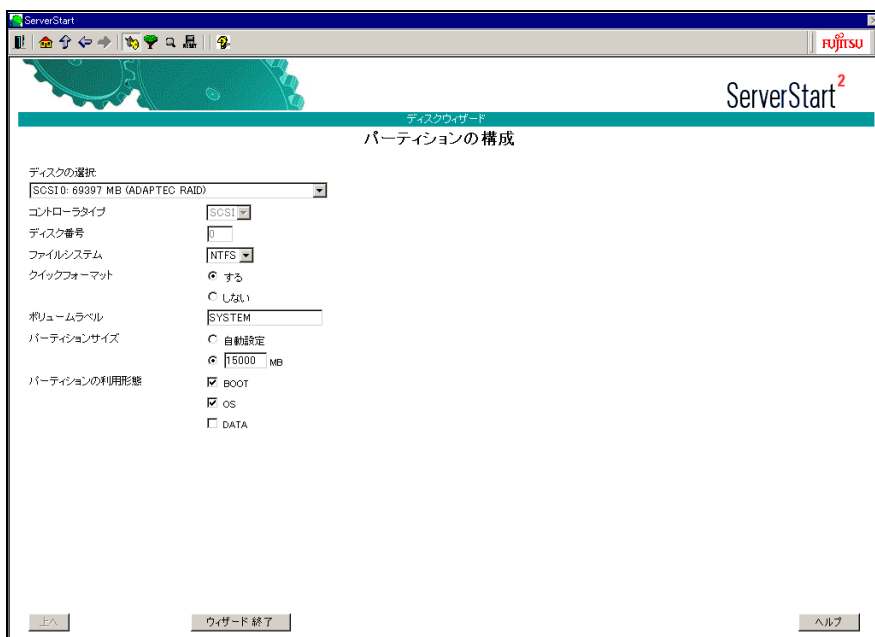 ServerStart
RESET
FUJITSU
ServerStart2
ディスクウィザード
パーティションの構成
ディスクの選択
SCSI 0: 69397 MB (ADAPTEC RAID)
コントローラタイプ
SCSI
ディスク番号
0
ファイルシステム
NTFS
クイックフォーマット
する
しない
ボリュームラベル
SYSTEM
パーティションサイズ
自動設定
15000 MB
パーティションの利用形態
BOOT
OS
DATA
上へ
ウィザード終了
ヘルプ